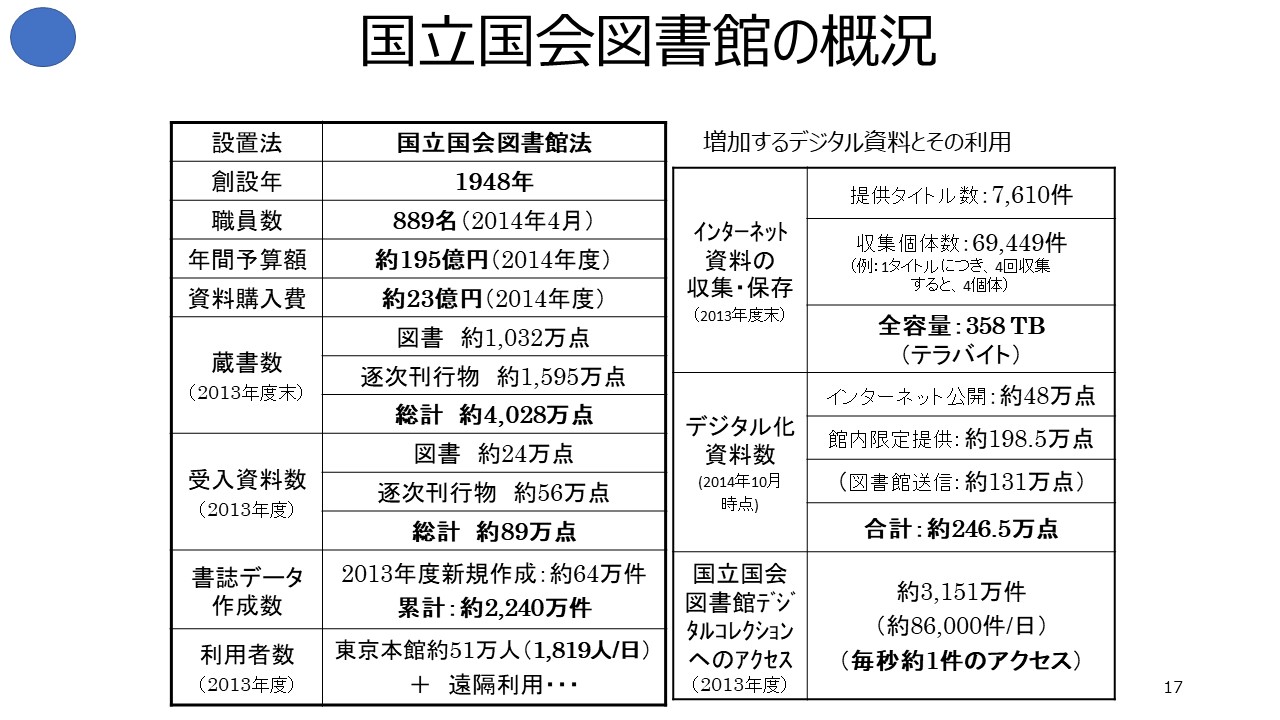 国立国会図書館の概況
設置法 国立国会図書館法
創設年 1948年
職員数 889名（2014年4月）
年間予算額 約195億円（2014年度）
資料購入費 約23億円（2014年度）
蔵書数
（2013年度末）
図書　約1,032万点
逐次刊行物　約1,595万点
総計　約4,028万点
受入資料数
（2013年度）
図書　約24万点
逐次刊行物　約56万点
総計　約89万点
書誌データ
作成数
2013年度新規作成：約64万件
累計：約2,240万件
利用者数
（2013年度）
東京本館約51万人（1,819人/日）
＋　遠隔利用・・・
増加するデジタル資料とその利用
ｲﾝﾀｰﾈｯﾄ
資料の
収集・保存
（2013年度末）
提供タイトル数：7,610件
収集個体数：69,449件
（例：1タイトルにつき、4回収集
すると、4個体）
全容量：358 TB
（テラバイト）
デジタル化
資料数
(2014年10月
時点)
インターネット公開：約48万点
館内限定提供：約198.5万点
（図書館送信：約131万点）
合計：約246.5万点
国立国会
図書館ﾃﾞｼﾞ
ﾀﾙｺﾚｸｼｮﾝ
へのｱｸｾｽ
（2013年度）
約3,151万件
（約86,000件/日）
（毎秒約1件のアクセス）
17